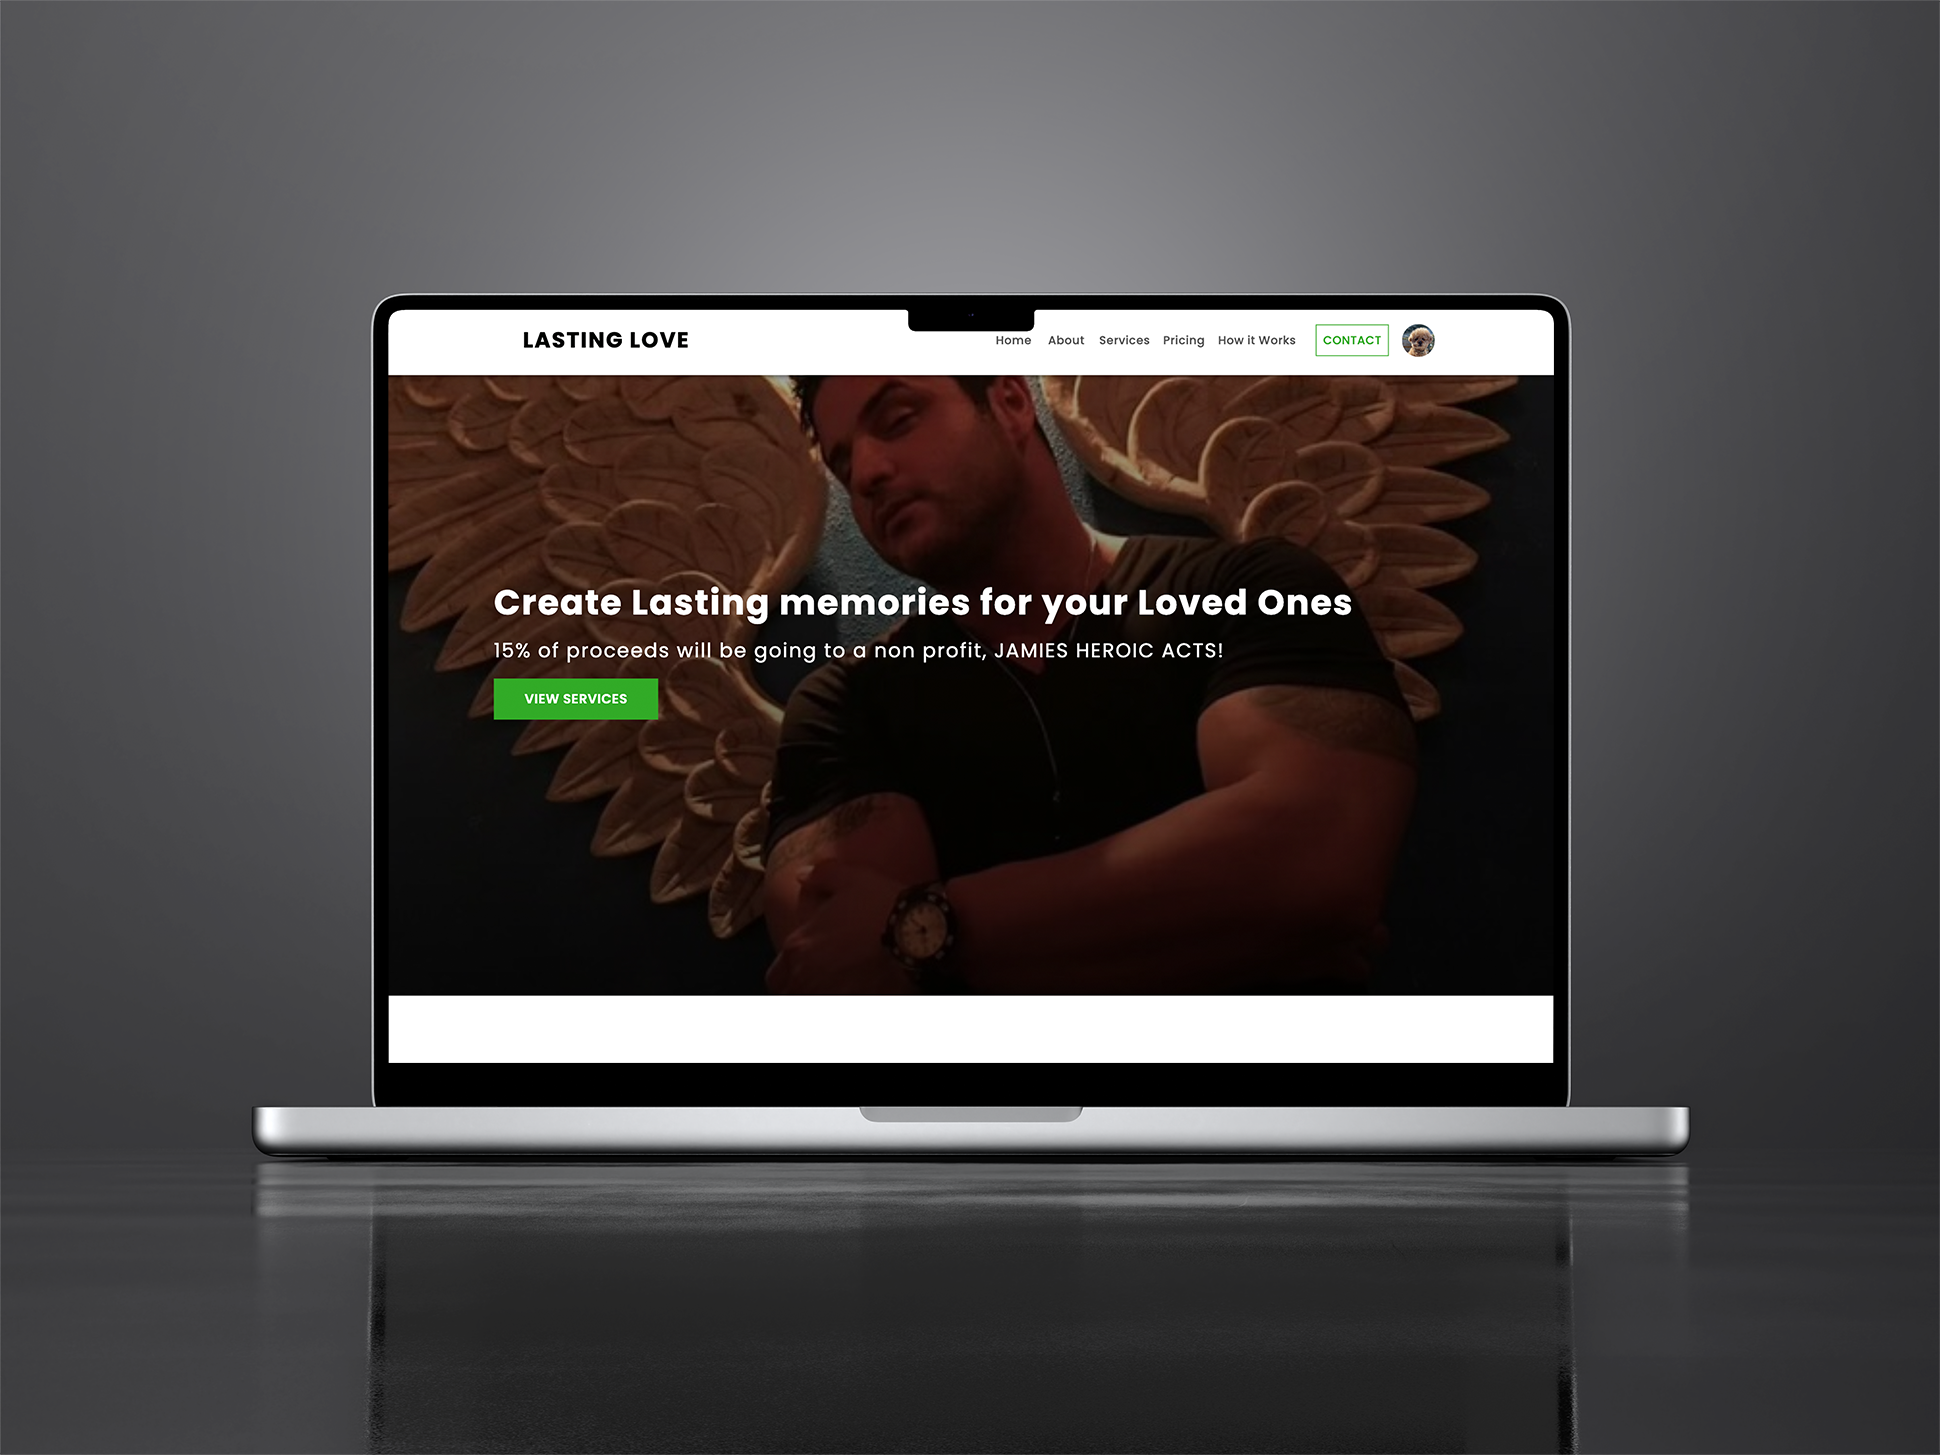 LASTING LOVE
Home About Services Pricing How it Works CONTACT
Create Lasting memories for your Loved Ones
15% of proceeds will be going to a non profit, JAMIES HEROIC ACTS!
VIEW SERVICES